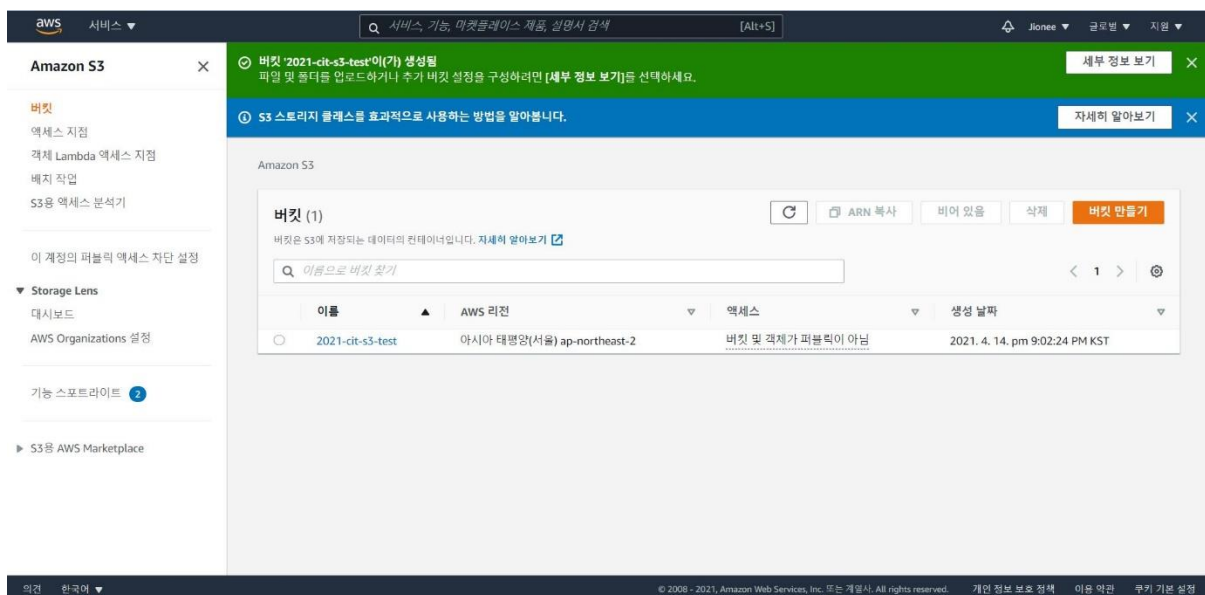 aws
서비스 ▼
서비스, 기능, 마켓플레이스 제품, 설명서 검색
[Alt+S]
Jionee ▼
글로벌 ▼
지원 ▼
Amazon S3
버킷
액세스 지점
객체 Lambda 액세스 지점
배치 작업
S3용 액세스 분석기
이 계정의 퍼블릭 액세스 차단 설정
▼ Storage Lens
대시보드
AWS Organizations 설정
기능 스포트라이트 2
▶ S3용 AWS Marketplace
버킷 '2021-cit-s3-test'이(가) 생성됨
파일 및 폴더를 업로드하거나 추가 버킷 설정을 구성하려면 [세부 정보 보기]를 선택하세요.
세부 정보 보기
S3 스토리지 클래스를 효과적으로 사용하는 방법을 알아봅니다.
자세히 알아보기
Amazon S3
버킷 (1)
ARN 복사
비어 있음
삭제
버킷 만들기
버킷은 S3에 저장되는 데이터의 컨테이너입니다. 자세히 알아보기
이름으로 버킷 찾기
< 1 >
이름 ▲ AWS 리전 액세스 생성 날짜
2021-cit-s3-test 아시아 태평양(서울) ap-northeast-2 버킷 및 객체가 퍼블릭이 아님 2021. 4. 14. pm 9:02:24 PM KST
의견
한국어 ▼
© 2008 - 2021, Amazon Web Services, Inc. 또는 계열사. All rights reserved.
개인 정보 보호 정책
이용 약관
쿠키 기본 설정